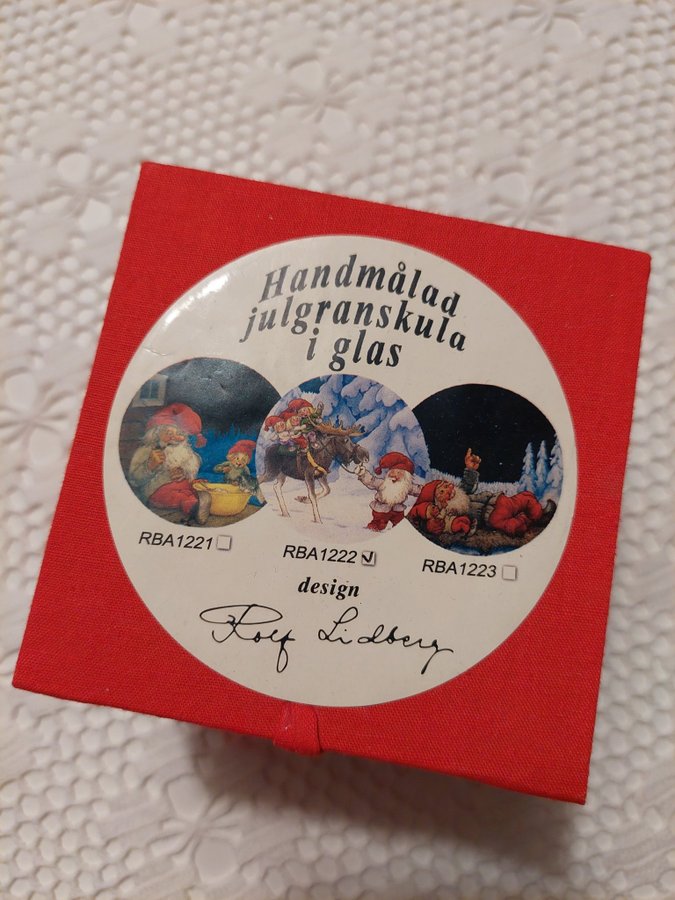 Handmålad
julgranskula
i glas
RBA1221
RBA1222
RBA1223
design
Rolf Lidberg